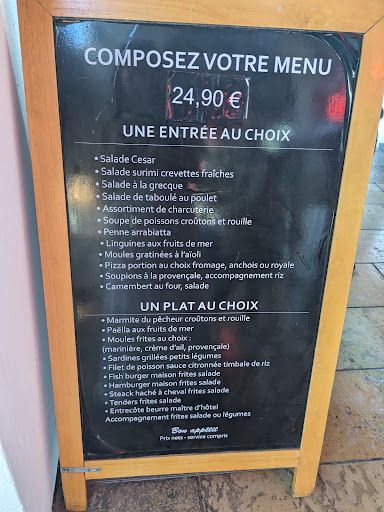 COMPOSEZ VOTRE MENU
24,90 €
UNE ENTRÉE AU CHOIX
• Salade Cesar
• Salade surimi crevettes fraîches
• Salade à la grecque
• Salade de taboulé au poulet
• Assortiment de charcuterie
• Soupe de poissons croûtons et rouille
• Penne arrabiatta
• Linguines aux fruits de mer
• Moules gratinées à l'aïoli
• Pizza portion au choix fromage, anchois ou royale
• Soupions à la provençale, accompagnement riz
• Camembert au four, salade
UN PLAT AU CHOIX
• Marmite du pêcheur croûtons et rouille
• Paëlla aux fruits de mer
• Moules frites au choix :
(marinière, crème d'ail, provençale)
• Sardines grillées petits légumes
• Filet de poisson sauce citronnée timbale de riz
• Fish burger maison frites salade
• Hamburger maison frites salade
• Steack haché à cheval frites salade
• Tenders frites salade
• Entrecôte beurre maître d'hôtel
Accompagnement frites salade ou légumes
Bon appétit
Prix nets - service compris